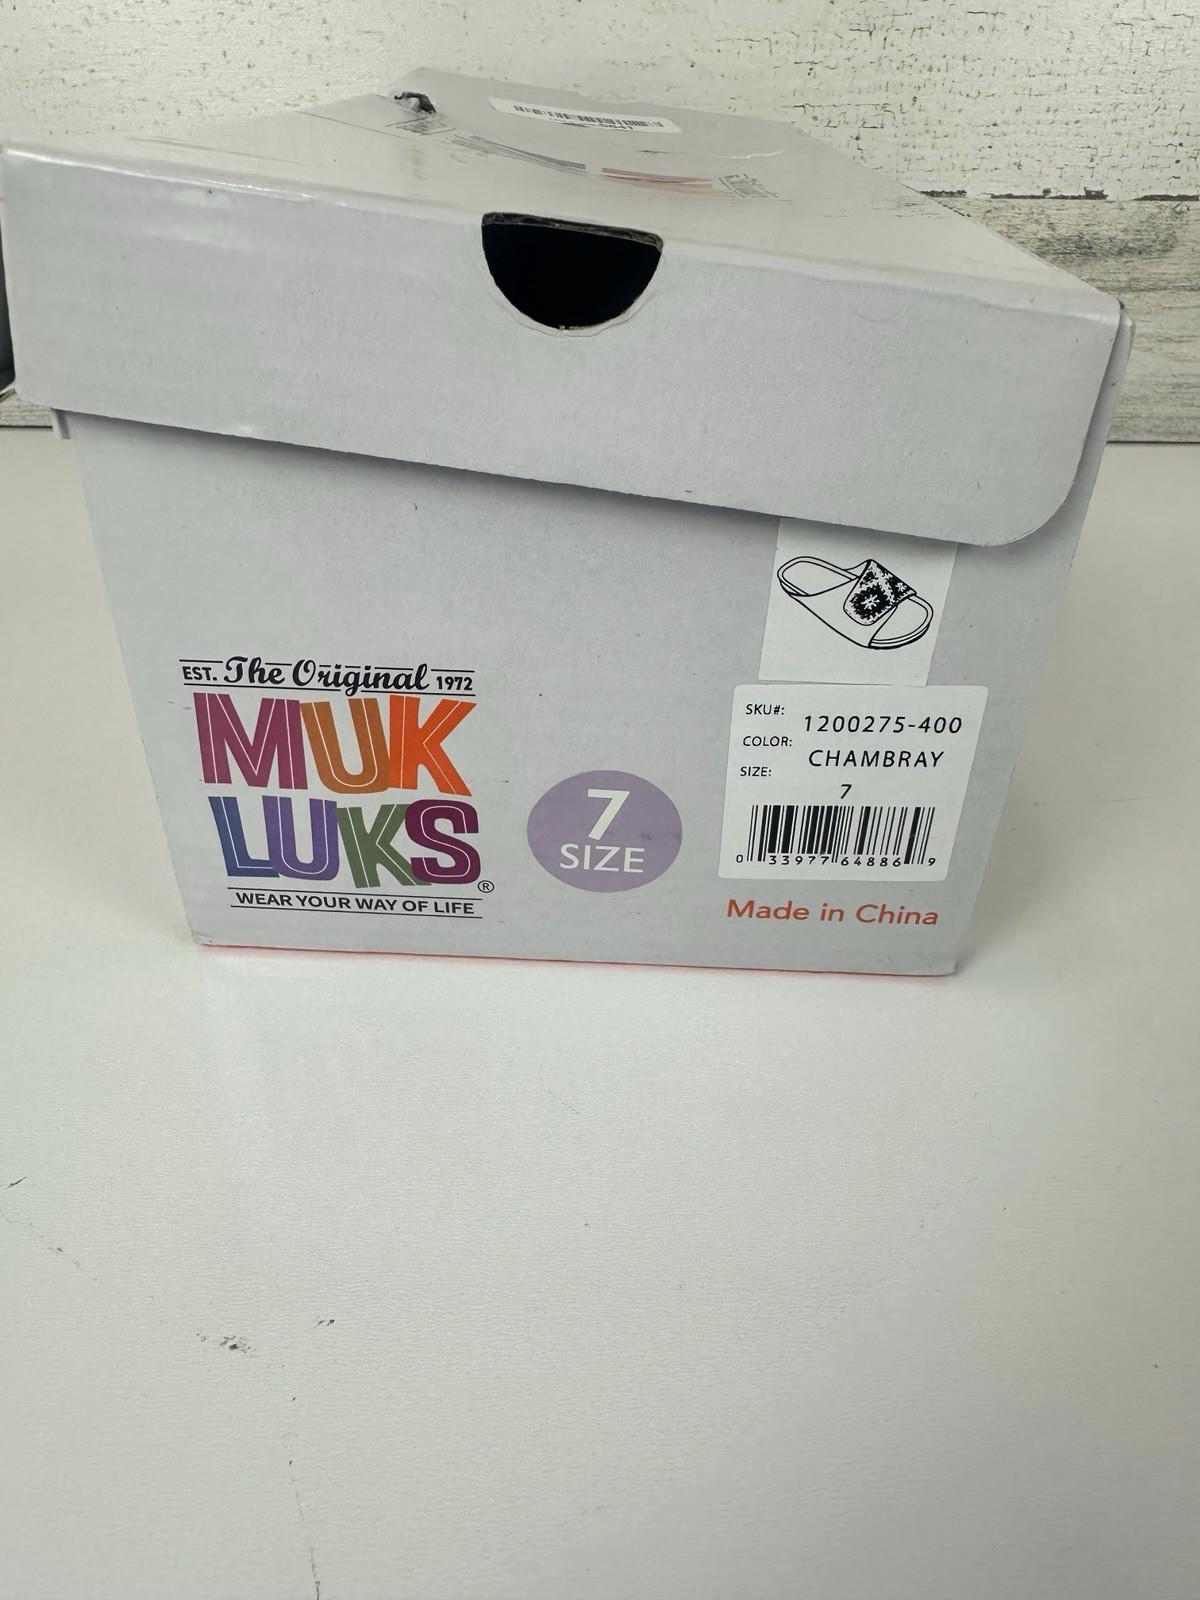 EST. The Original 1972
MUK
LUKS®
WEAR YOUR WAY OF LIFE
7
SIZE
SKU#: 1200275-400
COLOR: CHAMBRAY
SIZE: 7
0 33977 64886 9
Made in China